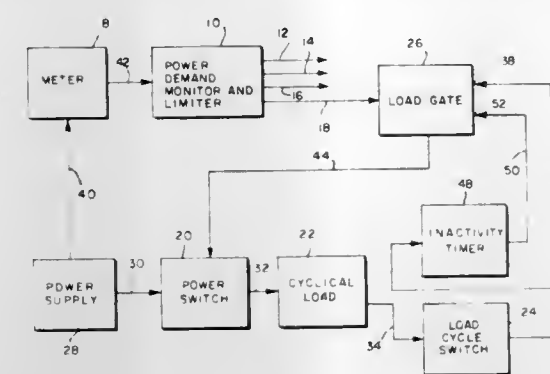 8
METER
42
10
POWER
DEMAND
MONITOR AND
LIMITER
12
14
16
18
26
LOAD GATE
38
52
44
50
40
48
INACTIVITY
TIMER
20
POWER
SWITCH
22
CYCLICAL
LOAD
30
32
POWER
SUPPLY
28
34
LOAD
CYCLE
SWITCH
24